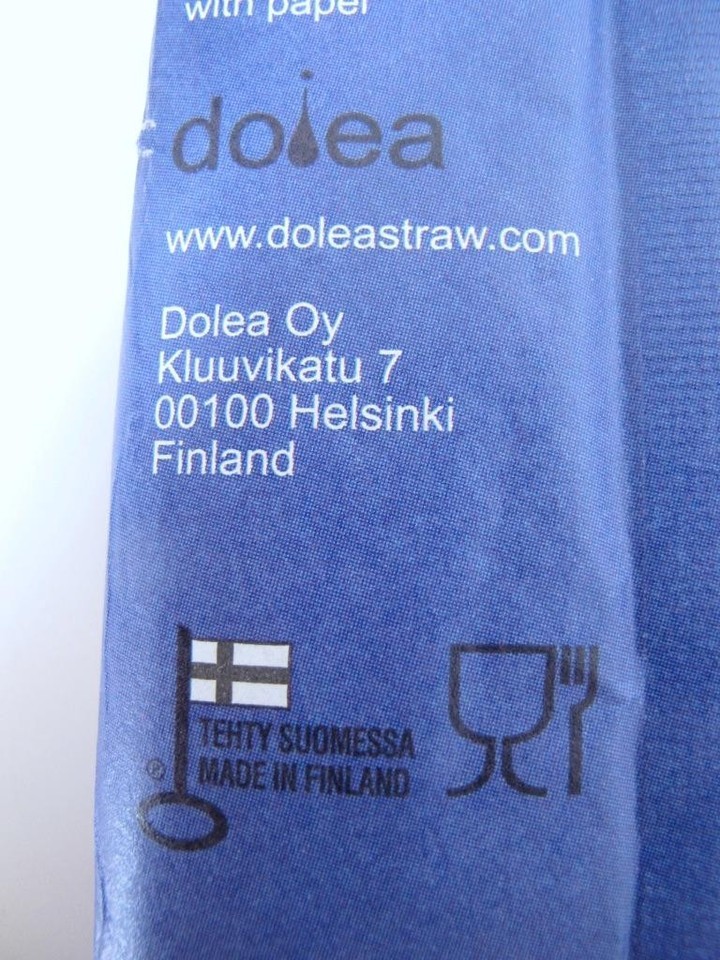 with paper
dolea
www.doleastraw.com
Dolea Oy
Kluuvikatu 7
00100 Helsinki
Finland
TEHTY SUOMESSA
® MADE IN FINLAND